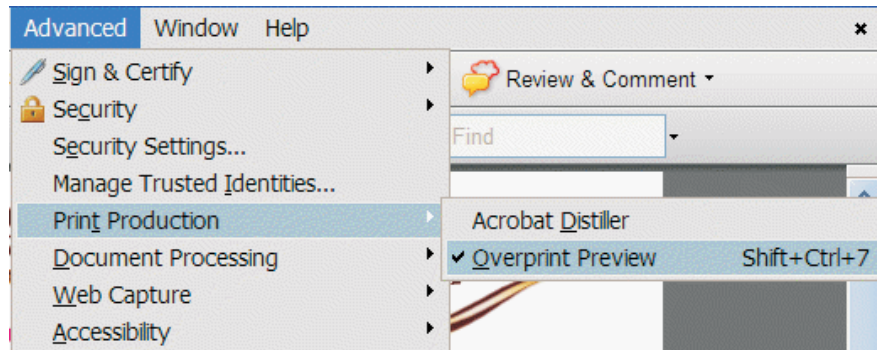 Advanced Window Help
Sign & Certify
Review & Comment
Security
Security Settings...
Find
Manage Trusted Identities...
Print Production
Acrobat Distiller
Document Processing
Overprint Preview Shift+Ctrl+7
Web Capture
Accessibility